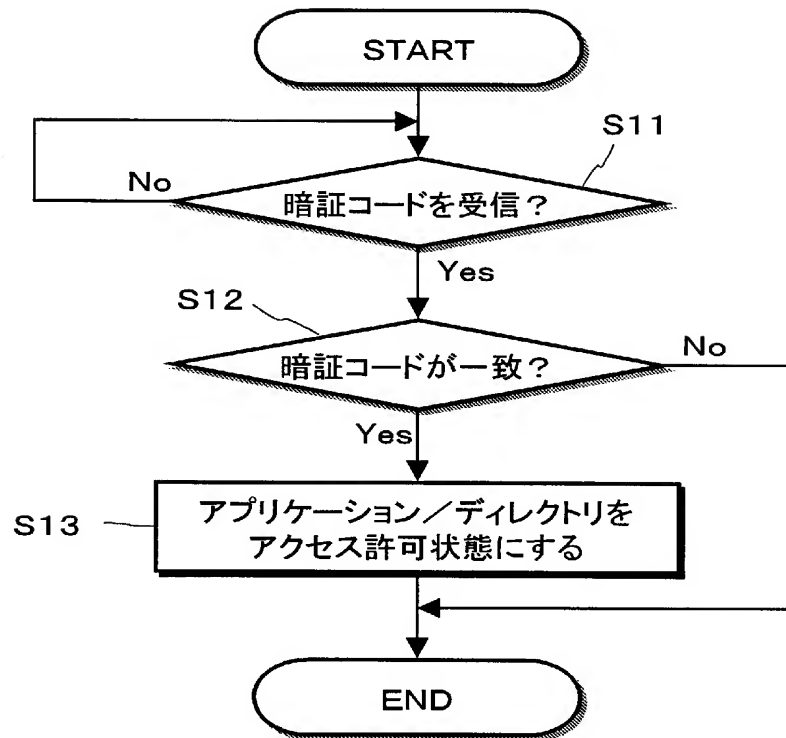 START
S11
No
暗証コードを受信?
Yes
S12
No
暗証コードが一致?
Yes
S13
アプリケーション/ディレクトリを
アクセス許可状態にする
END